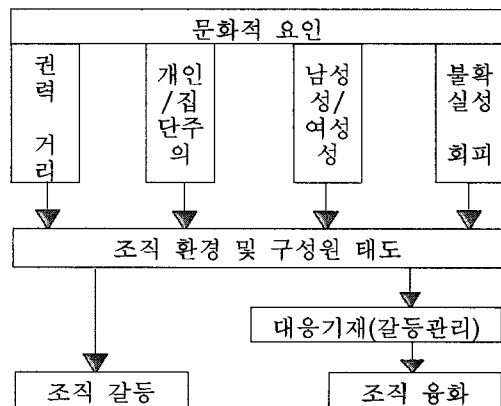 문화적 요인
권력 거리
개인/집단주의
남성성/여성성
불확실성 회피
조직 환경 및 구성원 태도
대응기재(갈등관리)
조직 갈등
조직 융화